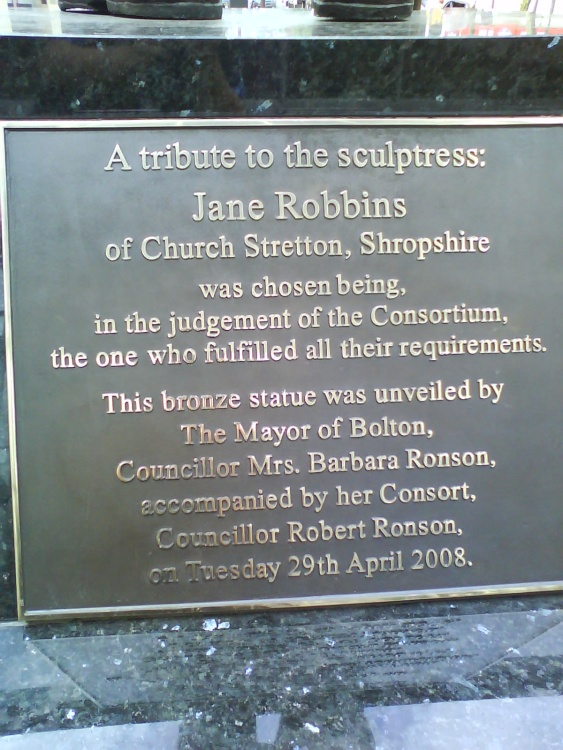 A tribute to the sculptress:
Jane Robbins
of Church Stretton, Shropshire
was chosen being,
in the judgement of the Consortium,
the one who fulfilled all their requirements.
This bronze statue was unveiled by
The Mayor of Bolton,
Councillor Mrs. Barbara Ronson,
accompanied by her Consort,
Councillor Robert Ronson,
on Tuesday 29th April 2008.